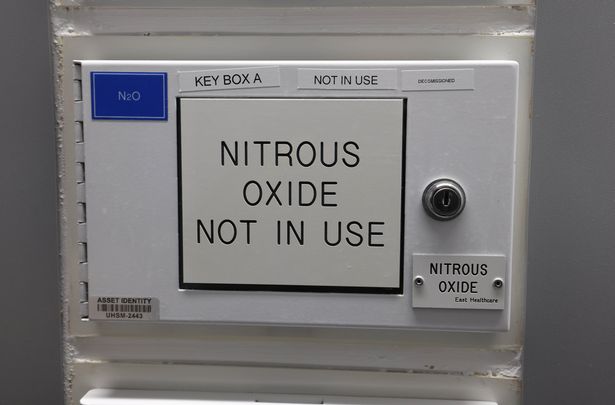 N2O
KEY BOX A
NOT IN USE
DECOMISSIONED
NITROUS
OXIDE
NOT IN USE
NITROUS
OXIDE
East Healthcare
ASSET IDENTITY
UHSM-2443